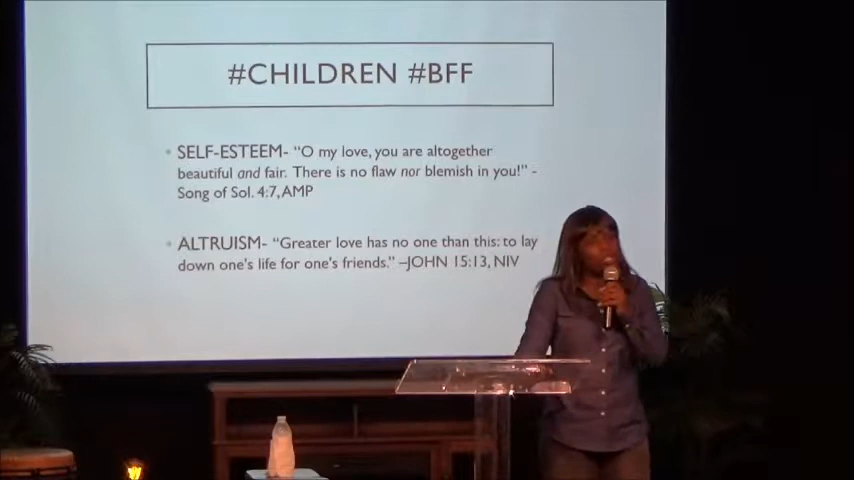 #CHILDREN #BFF
• SELF-ESTEEM- “O my love, you are altogether
beautiful and fair. There is no flaw nor blemish in you!” -
Song of Sol. 4:7, AMP
• ALTRUISM- “Greater love has no one than this: to lay
down one's life for one's friends.” –JOHN 15:13, NIV